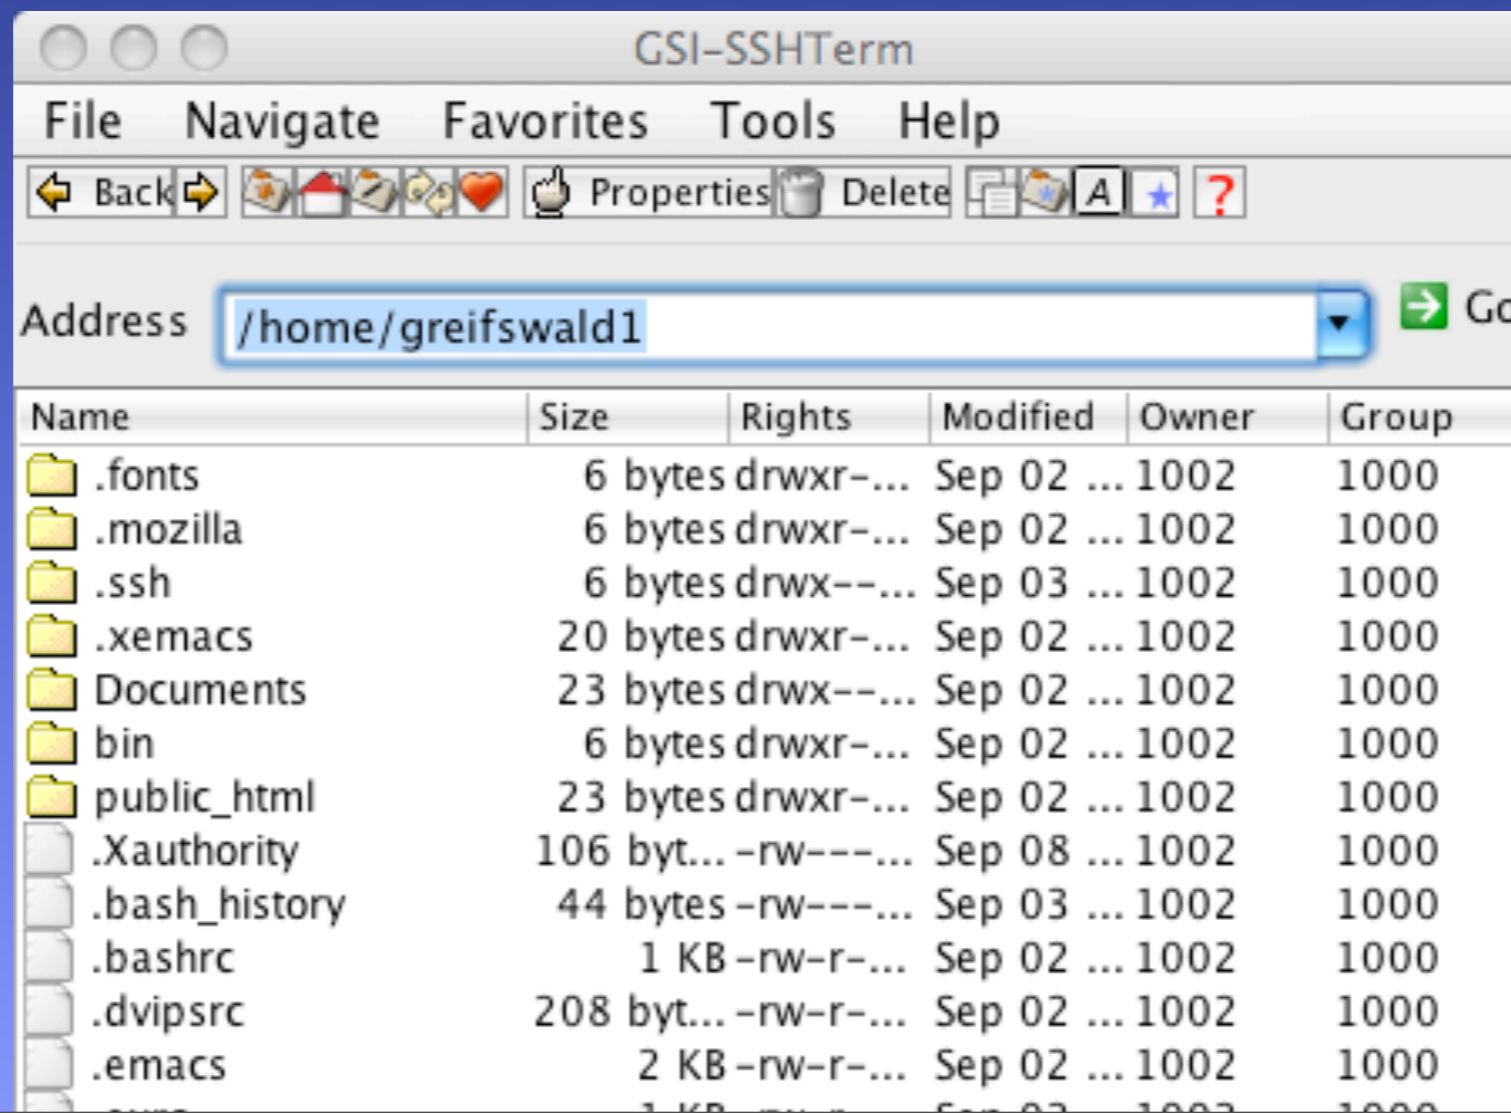 GSI-SSHTerm
File Navigate Favorites Tools Help
Back Properties Delete A ?
Address /home/greifswald1
Name Size Rights Modified Owner Group
.fonts 6 bytes drwxr-... Sep 02 ... 1002 1000
.mozilla 6 bytes drwxr-... Sep 02 ... 1002 1000
.ssh 6 bytes drwx--... Sep 03 ... 1002 1000
.xemacs 20 bytes drwxr-... Sep 02 ... 1002 1000
Documents 23 bytes drwx--... Sep 02 ... 1002 1000
bin 6 bytes drwxr-... Sep 02 ... 1002 1000
public_html 23 bytes drwxr-... Sep 02 ... 1002 1000
.Xauthority 106 byt... -rw---... Sep 08 ... 1002 1000
.bash_history 44 bytes -rw---... Sep 03 ... 1002 1000
.bashrc 1 KB -rw-r-... Sep 02 ... 1002 1000
.dvipsrc 208 byt... -rw-r-... Sep 02 ... 1002 1000
.emacs 2 KB -rw-r-... Sep 02 ... 1002 1000